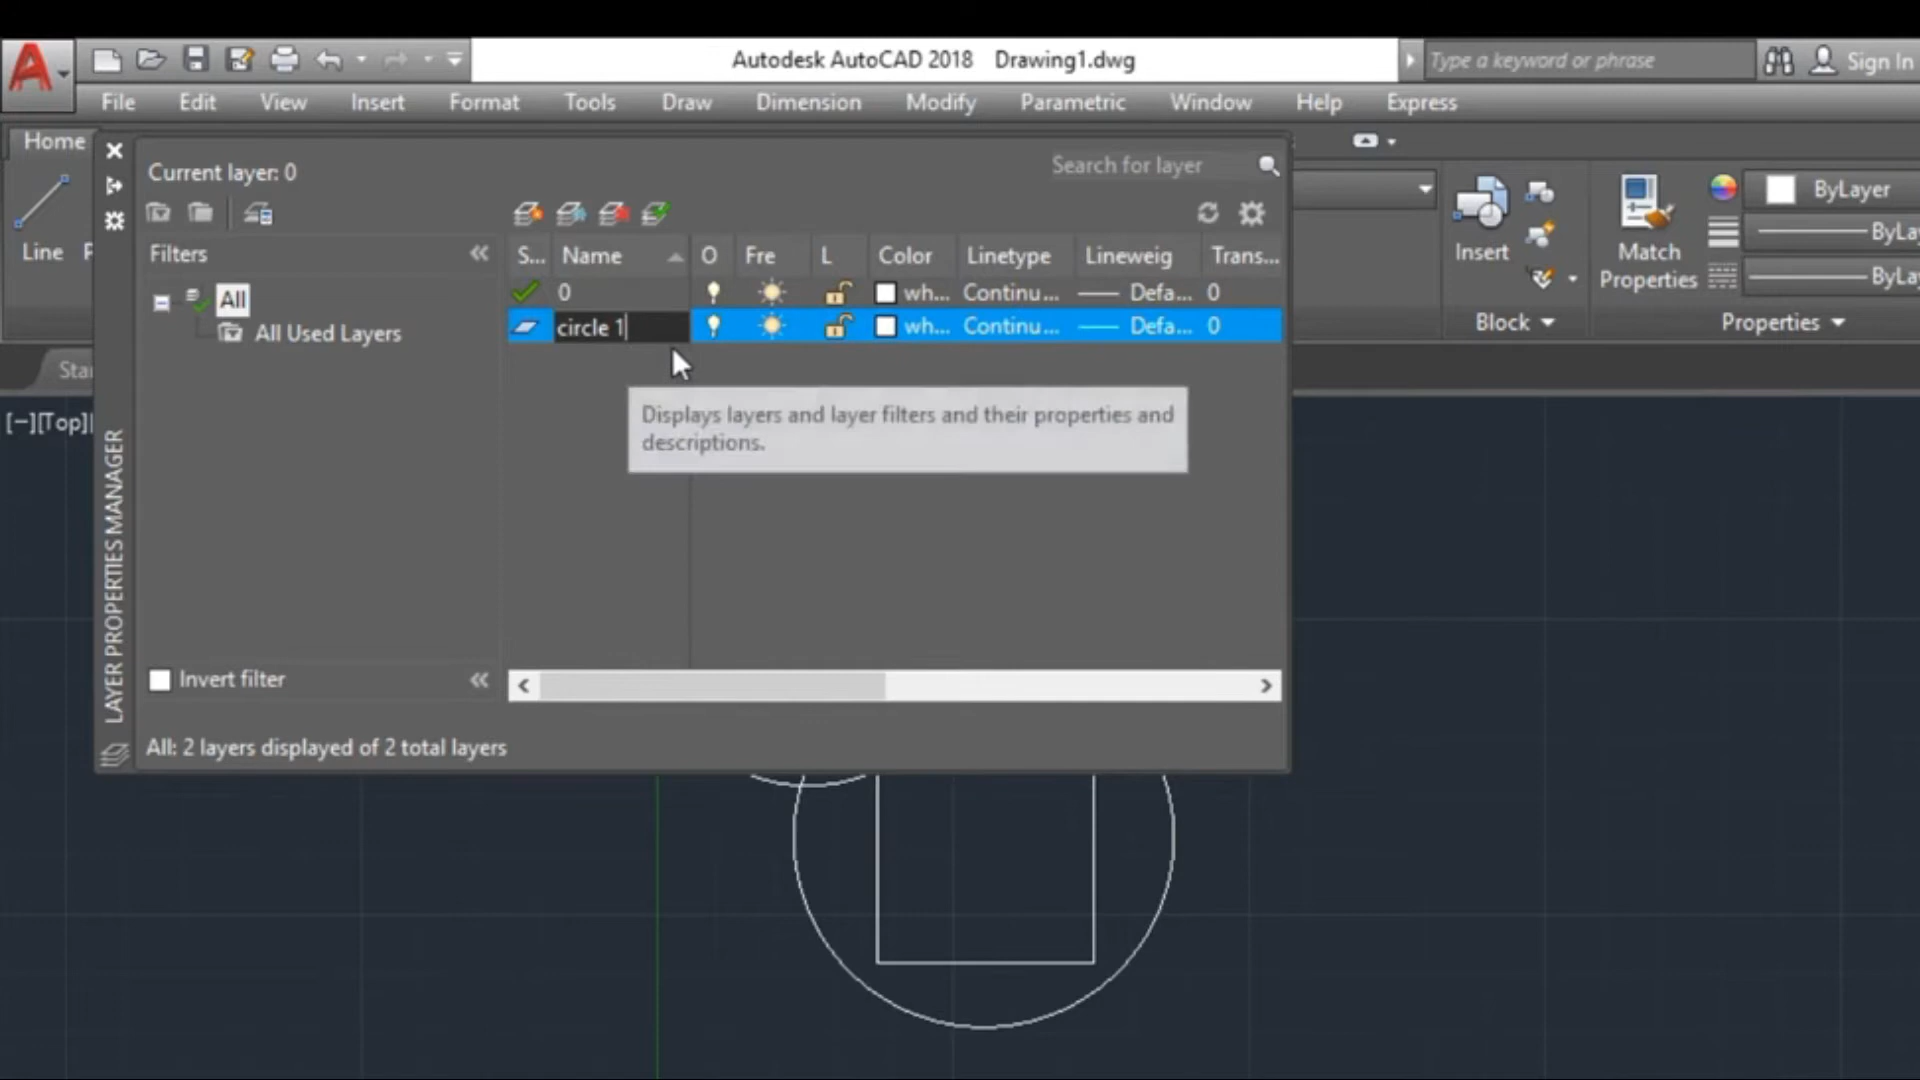 Autodesk AutoCAD 2018 Drawing1.dwg
Type a keyword or phrase
Sign In
File Edit View Insert Format Tools Draw Dimension Modify Parametric Window Help Express
Home
Line
Current layer: 0
Search for layer
Filters
All
All Used Layers
Invert filter
S... Name O Fre L Color Linetype Lineweig Trans...
0 wh... Continu... Defa... 0
circle 1 wh... Continu... Defa... 0
Displays layers and layer filters and their properties and
descriptions.
All: 2 layers displayed of 2 total layers
LAYER PROPERTIES MANAGER
Insert
Block
Match
Properties
ByLayer
Properties
[−][Top]